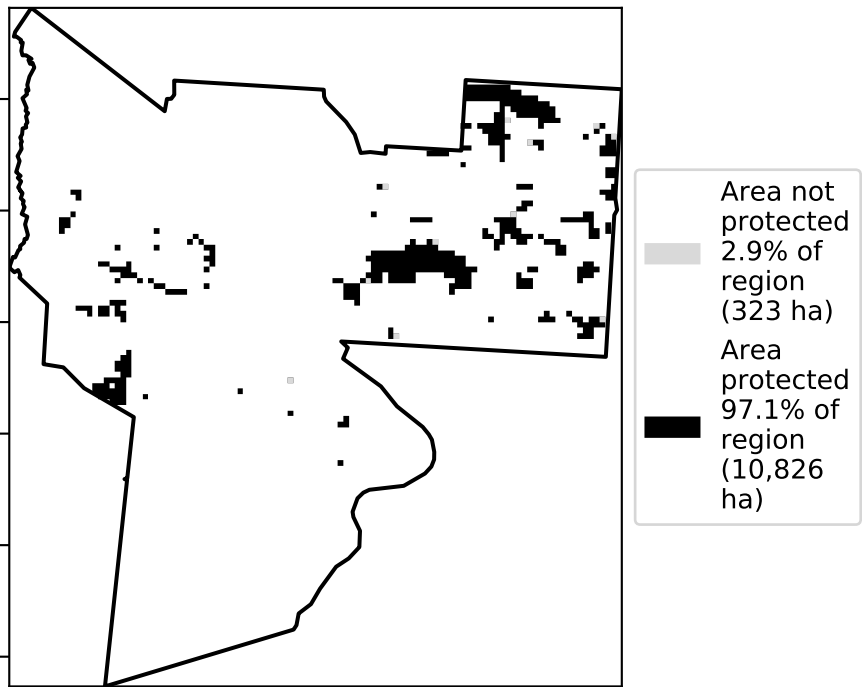 Area not
protected
2.9% of
region
(323 ha)
Area
protected
97.1% of
region
(10,826
ha)